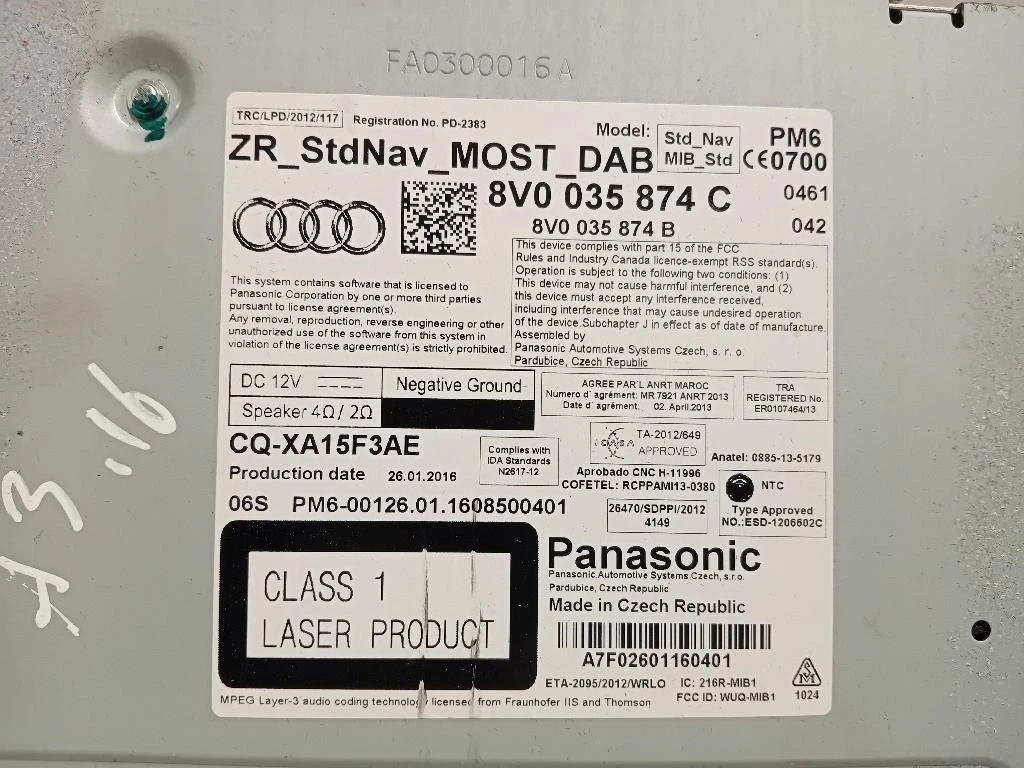 FA0300016A
TRC/LPD/2012/117
Registration No. PD-2383
Model:
Std_Nav
MIB_Std
PM6
CE0700
ZR_StdNav_MOST_DAB
8V0 035 874 C
0461
8V0 035 874 B
042
This device complies with part 15 of the FCC
Rules and Industry Canada licence-exempt RSS standard(s).
Operation is subject to the following two conditions: (1)
This device may not cause harmful interference, and (2)
this device must accept any interference received,
including interference that may cause undesired operation
of the device.Subchapter J in effect as of date of manufacture.
Assembled by
Panasonic Automotive Systems Czech, s. r. o.
Pardubice, Czech Republic
This system contains software that is licensed to
Panasonic Corporation by one or more third parties
pursuant to license agreement(s).
Any removal, reproduction, reverse engineering or other
unauthorized use of the software from this system in
violation of the license agreement(s) is strictly prohibited.
DC 12V
Negative Ground
Speaker 4Ω/2Ω
AGREE PAR'L ANRT MAROC
Numero d´ agrément: MR 7921 ANRT 2013
Date d´ agrément: 02. April.2013
TRA
REGISTERED No.
ER0107464/13
CQ-XA15F3AE
Complies with
IDA Standards
N2617-12
TA-2012/649
APPROVED
Anatel: 0885-13-5179
Production date 26.01.2016
Aprobado CNC H-11996
COFETEL: RCPPAMI13-0380
NTC
Type Approved
NO.:ESD-1206602C
06S PM6-00126.01.1608500401
26470/SDPPI/2012
4149
CLASS 1
LASER PRODUCT
Panasonic
Panasonic Automotive Systems Czech, s.r.o.
Pardubice, Czech Republic
Made in Czech Republic
A7F02601160401
ETA-2095/2012/WRLO
IC: 216R-MIB1
FCC ID: WUQ-MIB1
1024
MPEG Layer-3 audio coding technology licensed from Fraunhofer IIS and Thomson
A3 '16